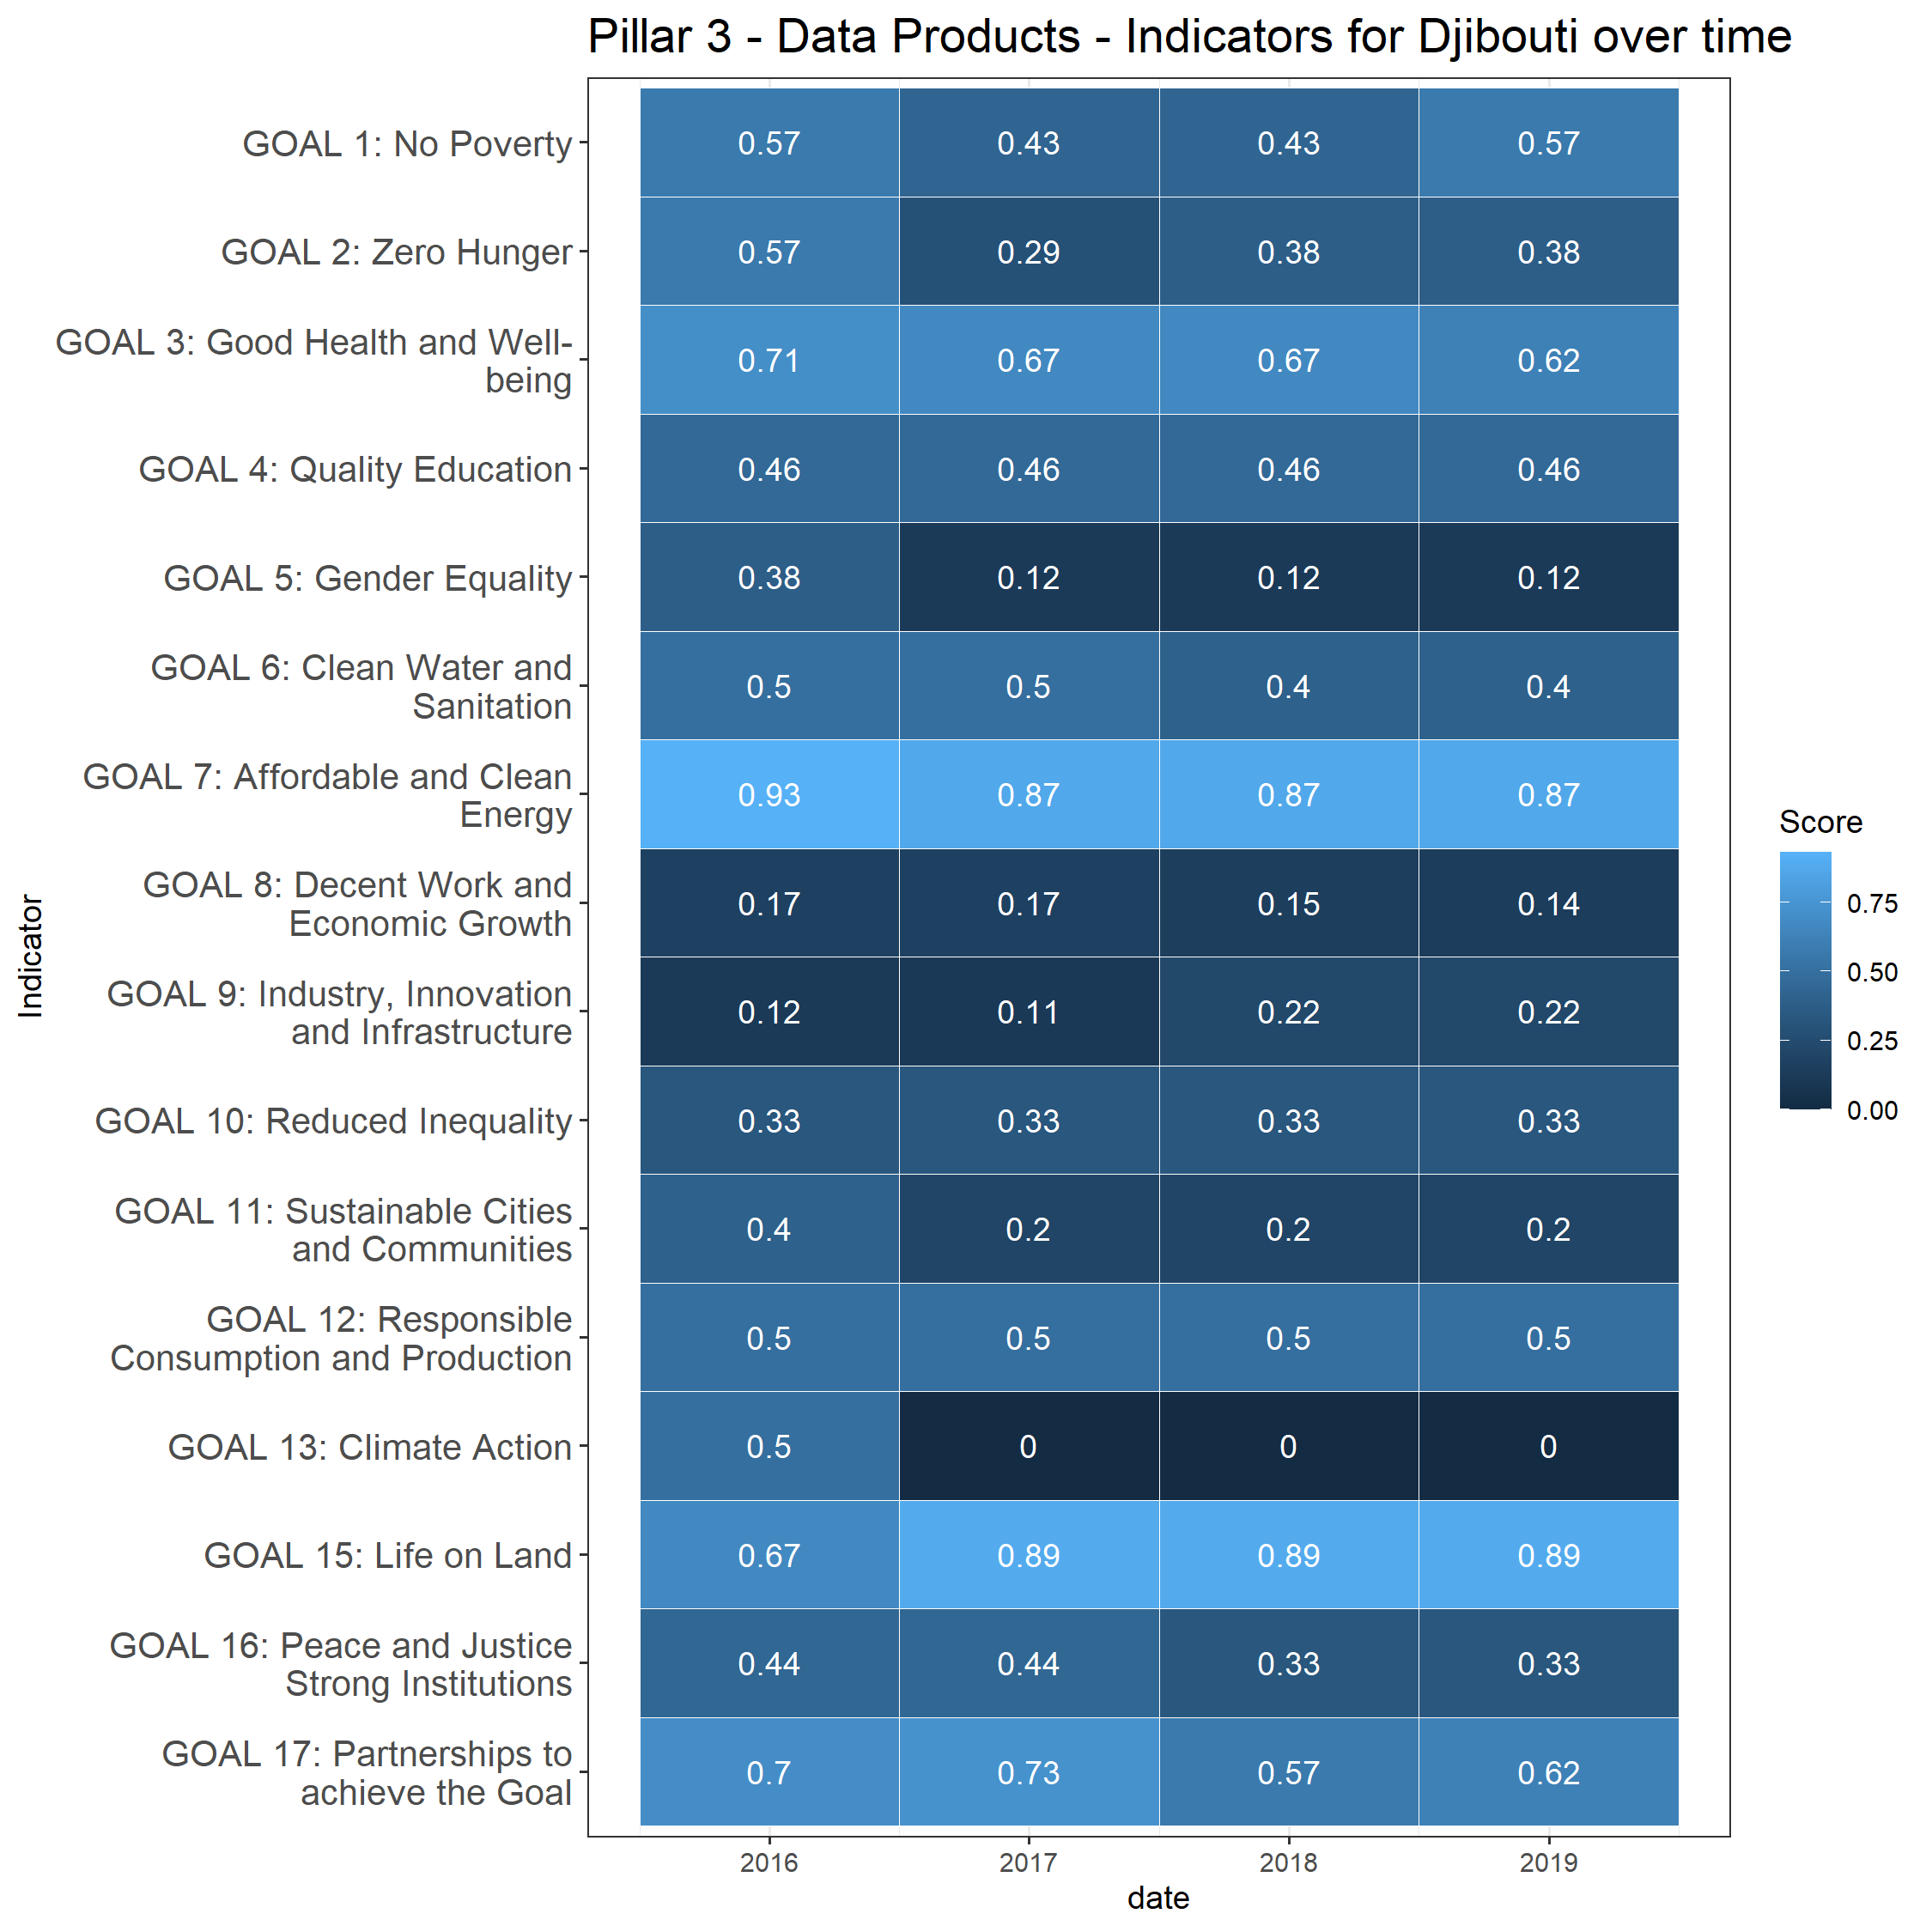 Pillar 3 - Data Products - Indicators for Djibouti over time
GOAL 1: No Poverty
0.57 0.43 0.43 0.57
GOAL 2: Zero Hunger
0.57 0.29 0.38 0.38
GOAL 3: Good Health and Well-
being
0.71 0.67 0.67 0.62
GOAL 4: Quality Education
0.46 0.46 0.46 0.46
GOAL 5: Gender Equality
0.38 0.12 0.12 0.12
GOAL 6: Clean Water and
Sanitation
0.5 0.5 0.4 0.4
GOAL 7: Affordable and Clean
Energy
0.93 0.87 0.87 0.87
GOAL 8: Decent Work and
Economic Growth
0.17 0.17 0.15 0.14
GOAL 9: Industry, Innovation
and Infrastructure
0.12 0.11 0.22 0.22
GOAL 10: Reduced Inequality
0.33 0.33 0.33 0.33
GOAL 11: Sustainable Cities
and Communities
0.4 0.2 0.2 0.2
GOAL 12: Responsible
Consumption and Production
0.5 0.5 0.5 0.5
GOAL 13: Climate Action
0.5 0 0 0
GOAL 15: Life on Land
0.67 0.89 0.89 0.89
GOAL 16: Peace and Justice
Strong Institutions
0.44 0.44 0.33 0.33
GOAL 17: Partnerships to
achieve the Goal
0.7 0.73 0.57 0.62
2016 2017 2018 2019
date
Indicator
Score
0.75
0.50
0.25
0.00